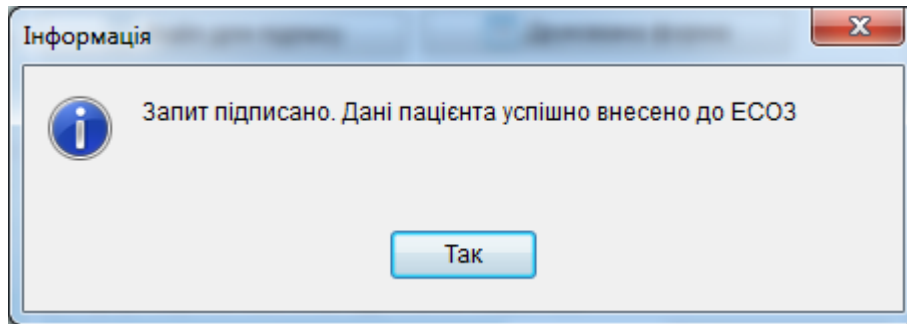 Інформація
Запит підписано. Дані пацієнта успішно внесено до ЕСОЗ
Так